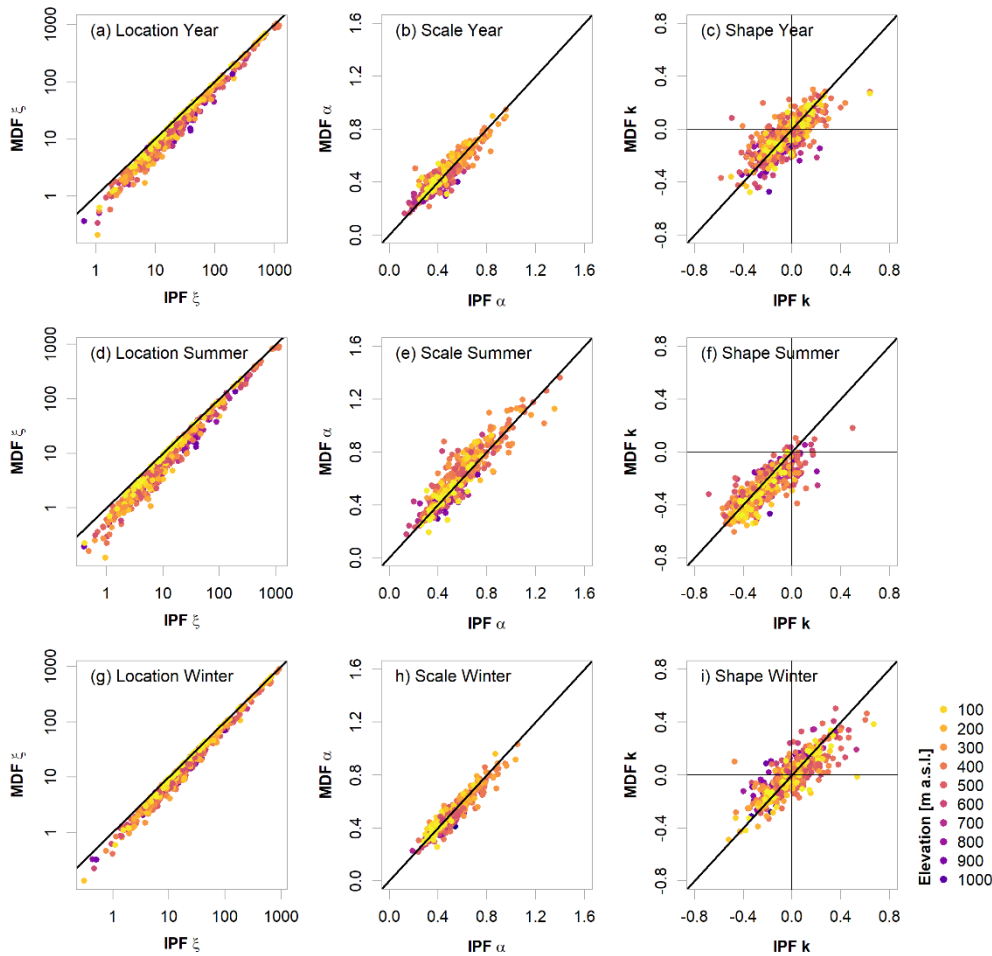 (a) Location Year
MDF ξ
1 10 100 1000
1 10 100 1000
IPF ξ
(b) Scale Year
MDF α
0.0 0.4 0.8 1.2 1.6
0.0 0.4 0.8 1.2 1.6
IPF α
(c) Shape Year
MDF k
-0.8 -0.4 0.0 0.4 0.8
-0.8 -0.4 0.0 0.4 0.8
IPF k
(d) Location Summer
MDF ξ
1 10 100 1000
1 10 100 1000
IPF ξ
(e) Scale Summer
MDF α
0.0 0.4 0.8 1.2 1.6
0.0 0.4 0.8 1.2 1.6
IPF α
(f) Shape Summer
MDF k
-0.8 -0.4 0.0 0.4 0.8
-0.8 -0.4 0.0 0.4 0.8
IPF k
(g) Location Winter
MDF ξ
1 10 100 1000
1 10 100 1000
IPF ξ
h) Scale Winter
MDF α
0.0 0.4 0.8 1.2 1.6
0.0 0.4 0.8 1.2 1.6
IPF α
i) Shape Winter
MDF k
-0.8 -0.4 0.0 0.4 0.8
-0.8 -0.4 0.0 0.4 0.8
IPF k
Elevation [m a.s.l.]
100
200
300
400
500
600
700
800
900
1000